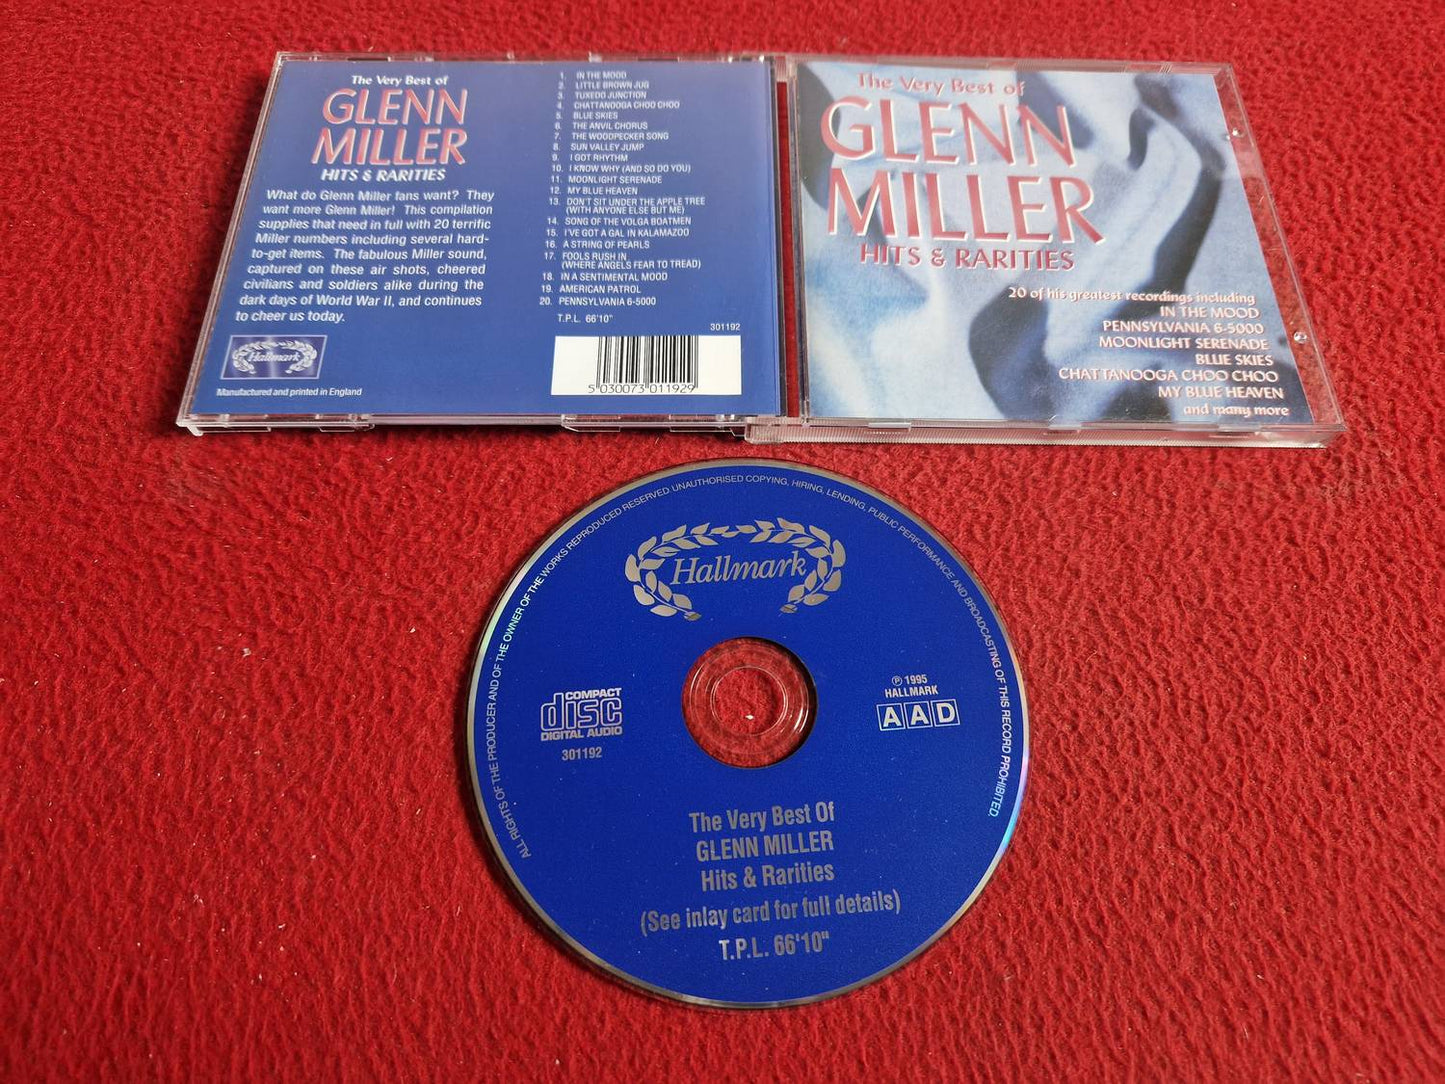 The Very Best of
GLENN
MILLER
HITS & RARITIES
What do Glenn Miller fans want? They
want more Glenn Miller! This compilation
supplies that need in full with 20 terrific
Miller numbers including several hard-
to-get items. The fabulous Miller sound,
captured on these air shots, cheered
civilians and soldiers alike during the
dark days of World War II, and continues
to cheer us today.
Hallmark
Manufactured and printed in England
1. IN THE MOOD
2. LITTLE BROWN JUG
3. TUXEDO JUNCTION
4. CHATTANOOGA CHOO CHOO
5. BLUE SKIES
6. THE ANVIL CHORUS
7. THE WOODPECKER SONG
8. SUN VALLEY JUMP
9. I GOT RHYTHM
10. I KNOW WHY (AND SO DO YOU)
11. MOONLIGHT SERENADE
12. MY BLUE HEAVEN
13. DON'T SIT UNDER THE APPLE TREE
(WITH ANYONE ELSE BUT ME)
14. SONG OF THE VOLGA BOATMEN
15. I'VE GOT A GAL IN KALAMAZOO
16. A STRING OF PEARLS
17. FOOLS RUSH IN
(WHERE ANGELS FEAR TO TREAD)
18. IN A SENTIMENTAL MOOD
19. AMERICAN PATROL
20. PENNSYLVANIA 6-5000
T.P.L. 66'10"
301192
5 030073 011929
The Very Best of
GLENN
MILLER
HITS & RARITIES
20 of his greatest recordings including
IN THE MOOD
PENNSYLVANIA 6-5000
MOONLIGHT SERENADE
BLUE SKIES
CHATTANOOGA CHOO CHOO
MY BLUE HEAVEN
and many more
ALL RIGHTS OF THE PRODUCER AND OF THE OWNER OF THE WORKS REPRODUCED RESERVED UNAUTHORISED COPYING, HIRING, LENDING, PUBLIC PERFORMANCE AND BROADCASTING OF THIS RECORD PROHIBITED.
Hallmark
COMPACT
disc
DIGITAL AUDIO
301192
℗ 1995
HALLMARK
AAD
The Very Best Of
GLENN MILLER
Hits & Rarities
(See inlay card for full details)
T.P.L. 66'10"